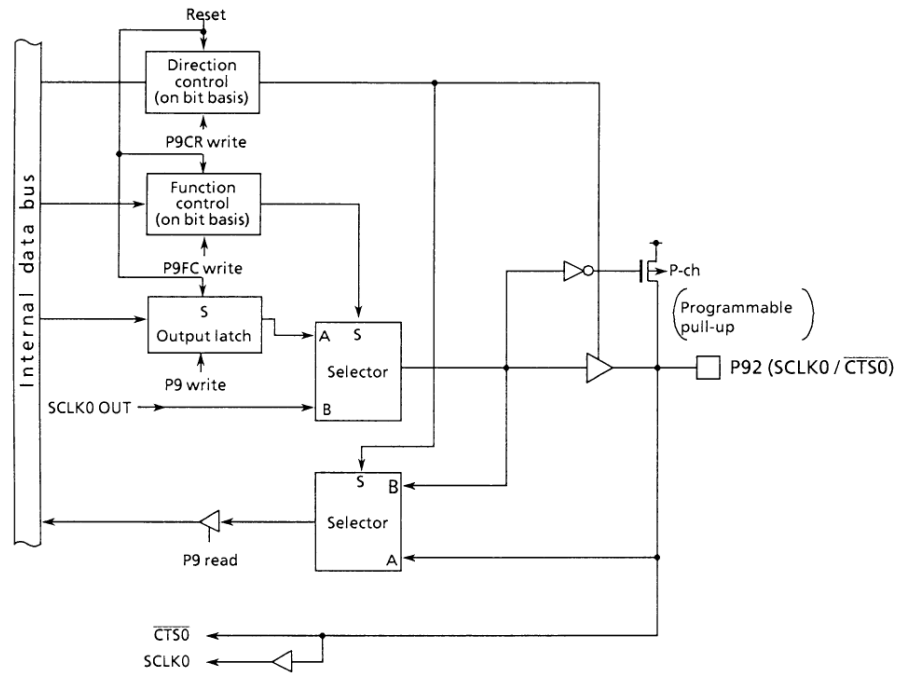 Reset
Direction
control
(on bit basis)
P9CR write
Function
control
(on bit basis)
P9FC write
S
Output latch
P9 write
SCLK0 OUT
Internal data bus
A
S
Selector
B
P-ch
Programmable
pull-up
P92 (SCLK0 / CTS0)
S
B
Selector
A
P9 read
CTS0
SCLK0